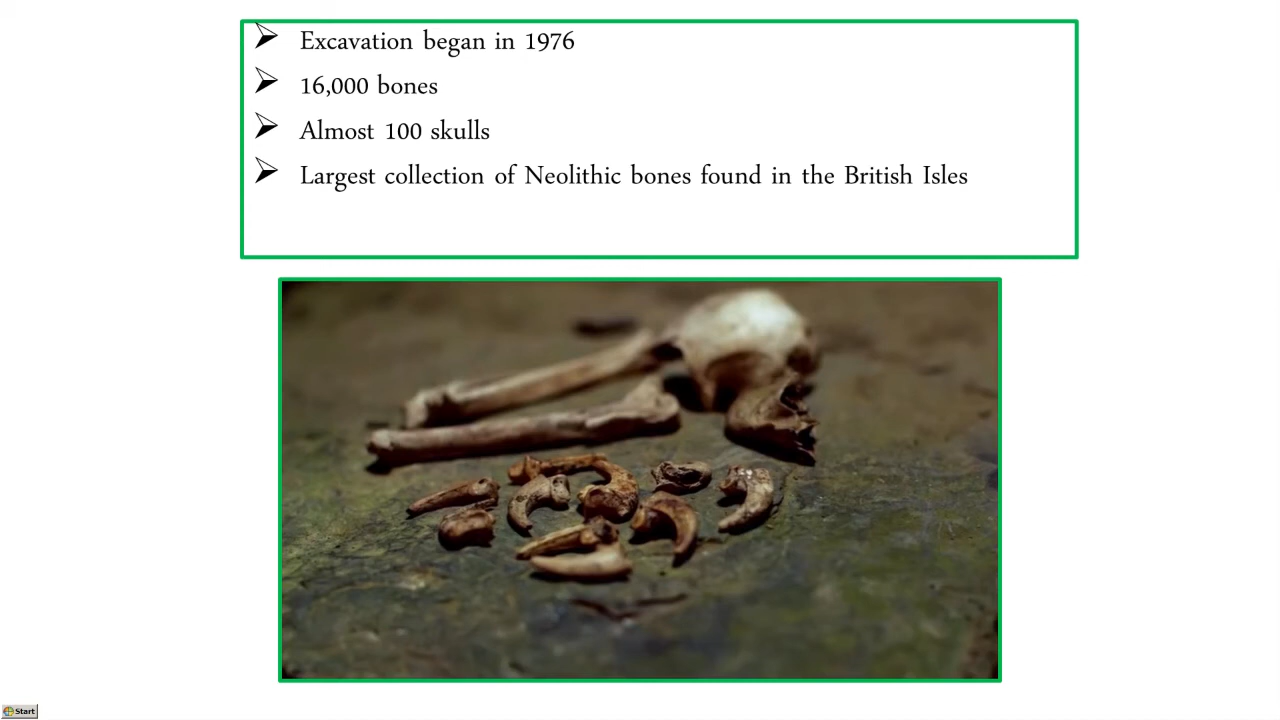 Excavation began in 1976
16,000 bones
Almost 100 skulls
Largest collection of Neolithic bones found in the British Isles
Start